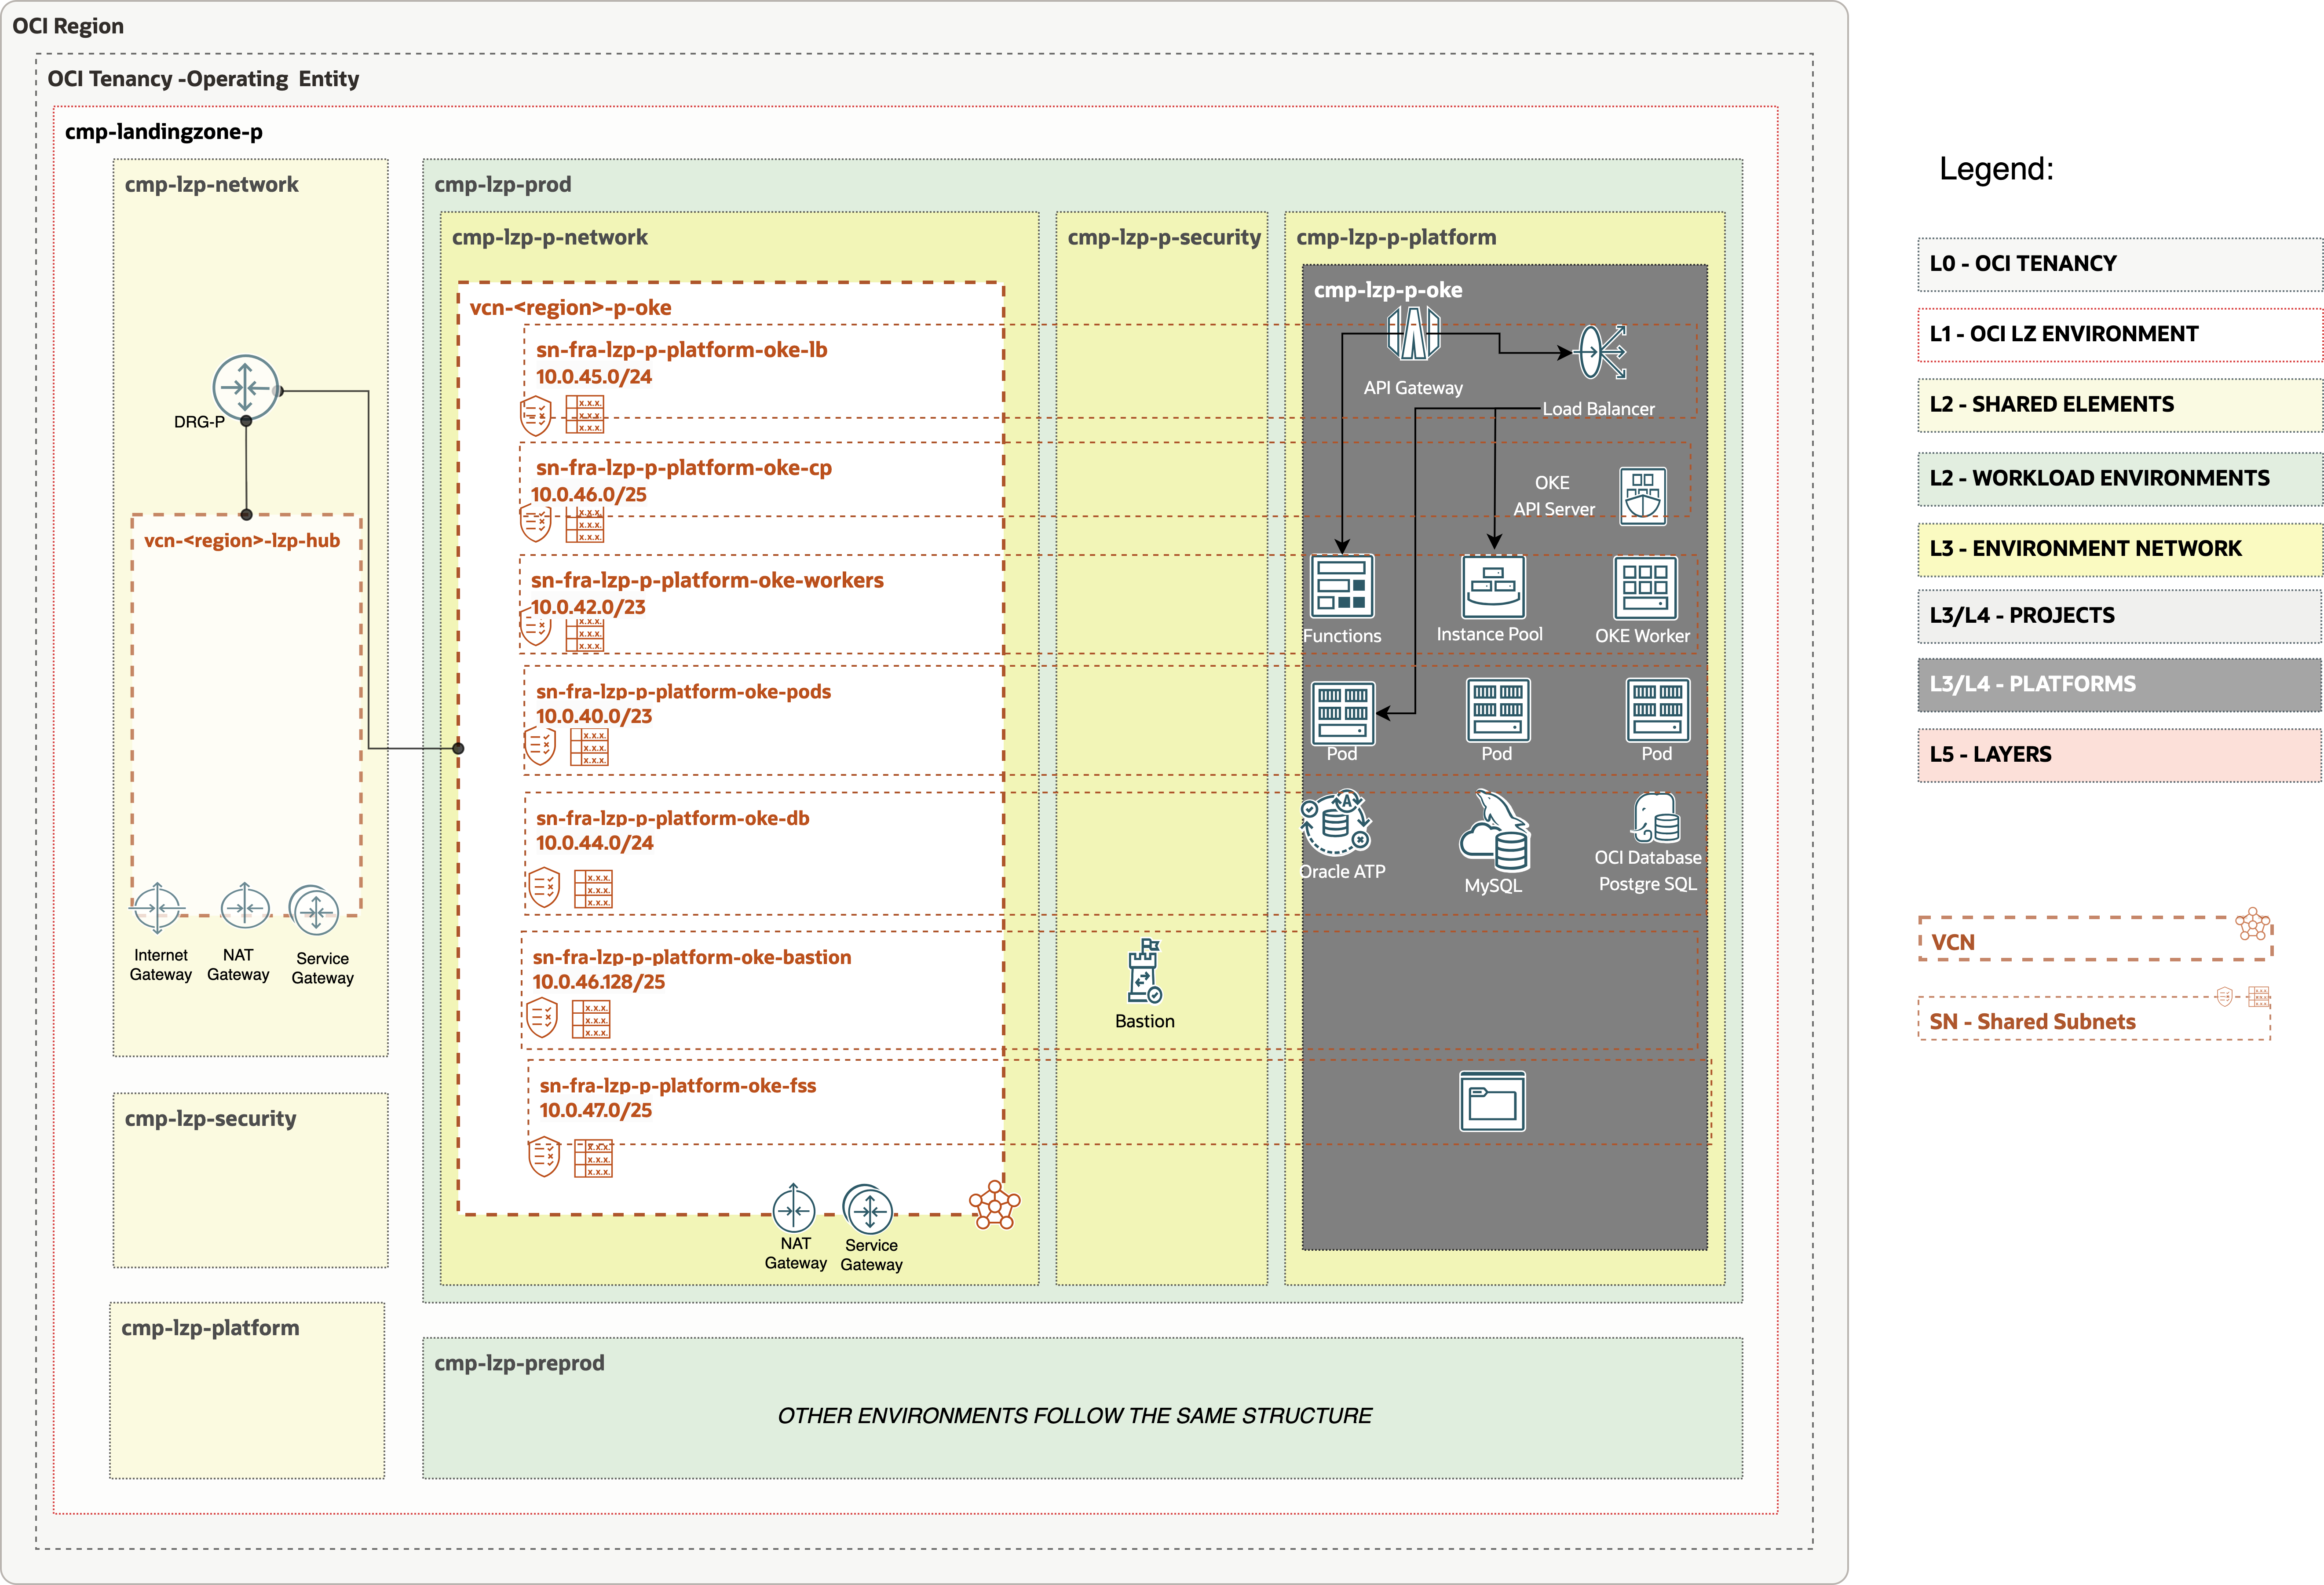 OCI Region
OCI Tenancy -Operating  Entity
cmp-landingzone-p
cmp-lzp-network
DRG-P
vcn-<region>-lzp-hub
Internet
Gateway
NAT
Gateway
Service
Gateway
cmp-lzp-security
cmp-lzp-platform
cmp-lzp-prod
cmp-lzp-p-network
vcn-<region>-p-oke
sn-fra-lzp-p-platform-oke-lb
10.0.45.0/24
x.x.x.
x.x.x.
x.x.x.
sn-fra-lzp-p-platform-oke-cp
10.0.46.0/25
x.x.x.
x.x.x.
x.x.x.
sn-fra-lzp-p-platform-oke-workers
10.0.42.0/23
x.x.x.
x.x.x.
x.x.x.
sn-fra-lzp-p-platform-oke-pods
10.0.40.0/23
x.x.x.
x.x.x.
x.x.x.
sn-fra-lzp-p-platform-oke-db
10.0.44.0/24
x.x.x.
x.x.x.
x.x.x.
sn-fra-lzp-p-platform-oke-bastion
10.0.46.128/25
x.x.x.
x.x.x.
x.x.x.
sn-fra-lzp-p-platform-oke-fss
10.0.47.0/25
x.x.x.
x.x.x.
x.x.x.
NAT
Gateway
Service
Gateway
cmp-lzp-p-security
Bastion
cmp-lzp-p-platform
cmp-lzp-p-oke
API Gateway
Load Balancer
OKE
API Server
Functions
Instance Pool
OKE Worker
Pod
Pod
Pod
A
Oracle ATP
MySQL
OCI Database
Postgre SQL
cmp-lzp-preprod
OTHER ENVIRONMENTS FOLLOW THE SAME STRUCTURE
Legend:
L0 - OCI TENANCY
L1 - OCI LZ ENVIRONMENT
L2 - SHARED ELEMENTS
L2 - WORKLOAD ENVIRONMENTS
L3 - ENVIRONMENT NETWORK
L3/L4 - PROJECTS
L3/L4 - PLATFORMS
L5 - LAYERS
VCN
x.x.x.
x.x.x.
x.x.x.
SN - Shared Subnets